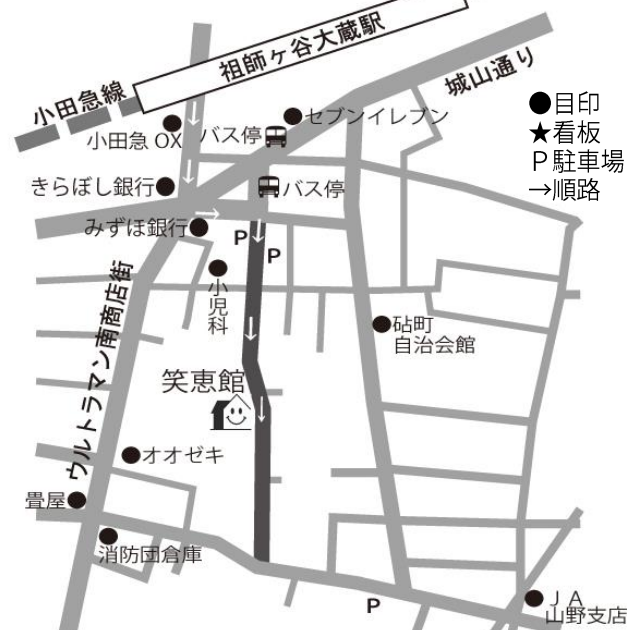 祖師ヶ谷大蔵駅
小田急線
城山通り
●目印
★看板
P駐車場
→順路
セブンイレブン
小田急 OX
バス停
きらぼし銀行
バス停
みずほ銀行
P
P
小児科
ウルトラマン南商店街
砧町
自治会館
笑恵館
オオゼキ
畳屋
消防団倉庫
P
JA
山野支店